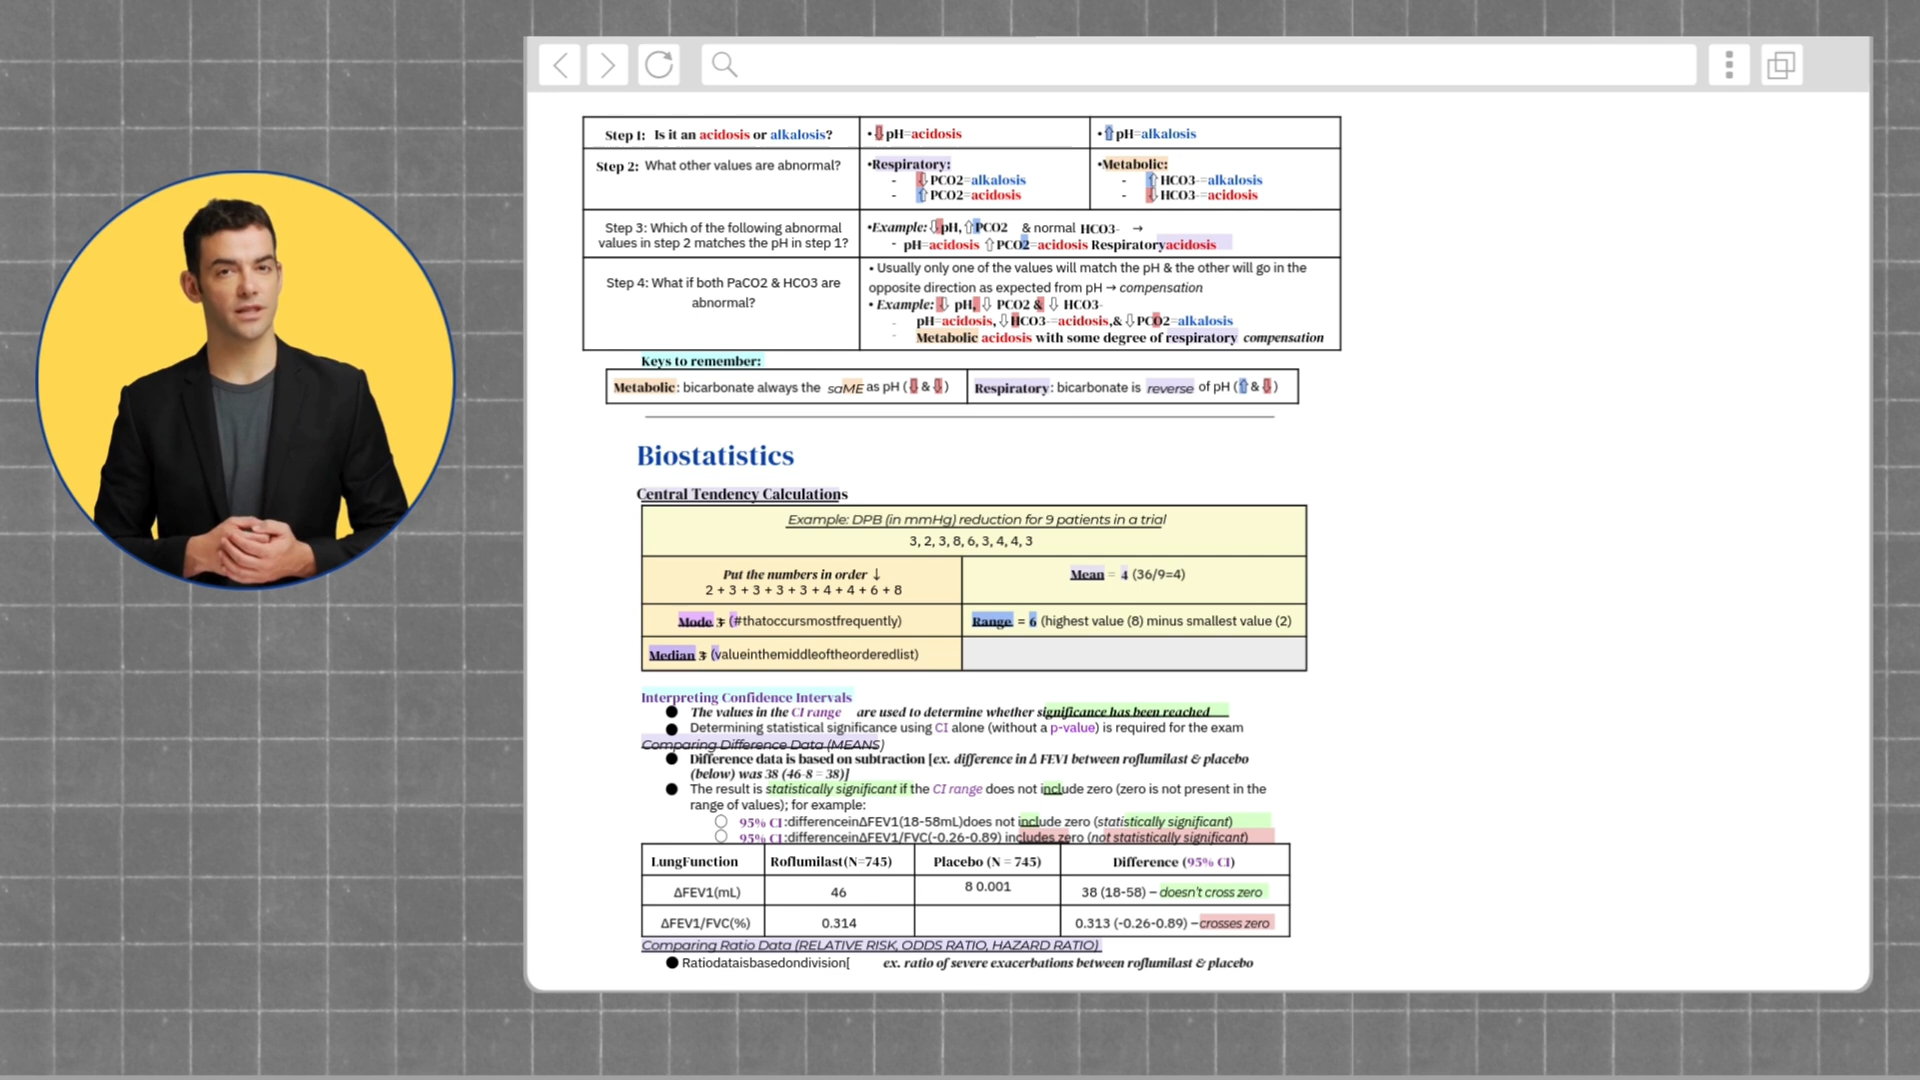 Step 1: Is it an acidosis or alkalosis?
•⇩pH=acidosis
•⇧pH=alkalosis
Step 2: What other values are abnormal?
•Respiratory:
- ⇩PCO2=alkalosis
- ⇧PCO2=acidosis
•Metabolic:
- ⇧HCO3-=alkalosis
- ⇩HCO3-=acidosis
Step 3: Which of the following abnormal
values in step 2 matches the pH in step 1?
•Example:⇩pH,⇧PCO2 & normal HCO3- →
- pH=acidosis ⇧PCO2=acidosis Respiratoryacidosis
Step 4: What if both PaCO2 & HCO3 are
abnormal?
• Usually only one of the values will match the pH & the other will go in the
opposite direction as expected from pH → compensation
• Example:⇩ pH,⇩ PCO2 & ⇩ HCO3-
- pH=acidosis,⇩HCO3-=acidosis,&⇩PCO2=alkalosis
- Metabolic acidosis with some degree of respiratory compensation
Keys to remember:
Metabolic: bicarbonate always the saME as pH (⇩&⇩)
Respiratory: bicarbonate is reverse of pH (⇧&⇩)
Biostatistics
Central Tendency Calculations
Example: DPB (in mmHg) reduction for 9 patients in a trial
3, 2, 3, 8, 6, 3, 4, 4, 3
Put the numbers in order ↓
2 + 3 + 3 + 3 + 3 + 4 + 4 + 6 + 8
Mean = 4 (36/9=4)
Mode 3 (#thatoccursmostfrequently)
Range = 6 (highest value (8) minus smallest value (2)
Median 3 (valueinthemiddleoftheorderedlist)
Interpreting Confidence Intervals
● The values in the CI range are used to determine whether significance has been reached
● Determining statistical significance using CI alone (without a p-value) is required for the exam
Comparing Difference Data (MEANS)
● Difference data is based on subtraction [ex. difference in Δ FEV1 between roflumilast & placebo
(below) was 38 (46-8 = 38)]
● The result is statistically significant if the CI range does not include zero (zero is not present in the
range of values); for example:
○ 95% CI:differenceinΔFEV1(18-58mL)does not include zero (statistically significant)
○ 95% CI:differenceinΔFEV1/FVC(-0.26-0.89) includes zero (not statistically significant)
LungFunction Roflumilast(N=745) Placebo (N = 745) Difference (95% CI)
ΔFEV1(mL) 46 8 0.001 38 (18-58) – doesn't cross zero
ΔFEV1/FVC(%) 0.314 0.313 (-0.26-0.89) –crosses zero
Comparing Ratio Data (RELATIVE RISK, ODDS RATIO, HAZARD RATIO)
● Ratiodataisbasedondivision[ ex. ratio of severe exacerbations between roflumilast & placebo